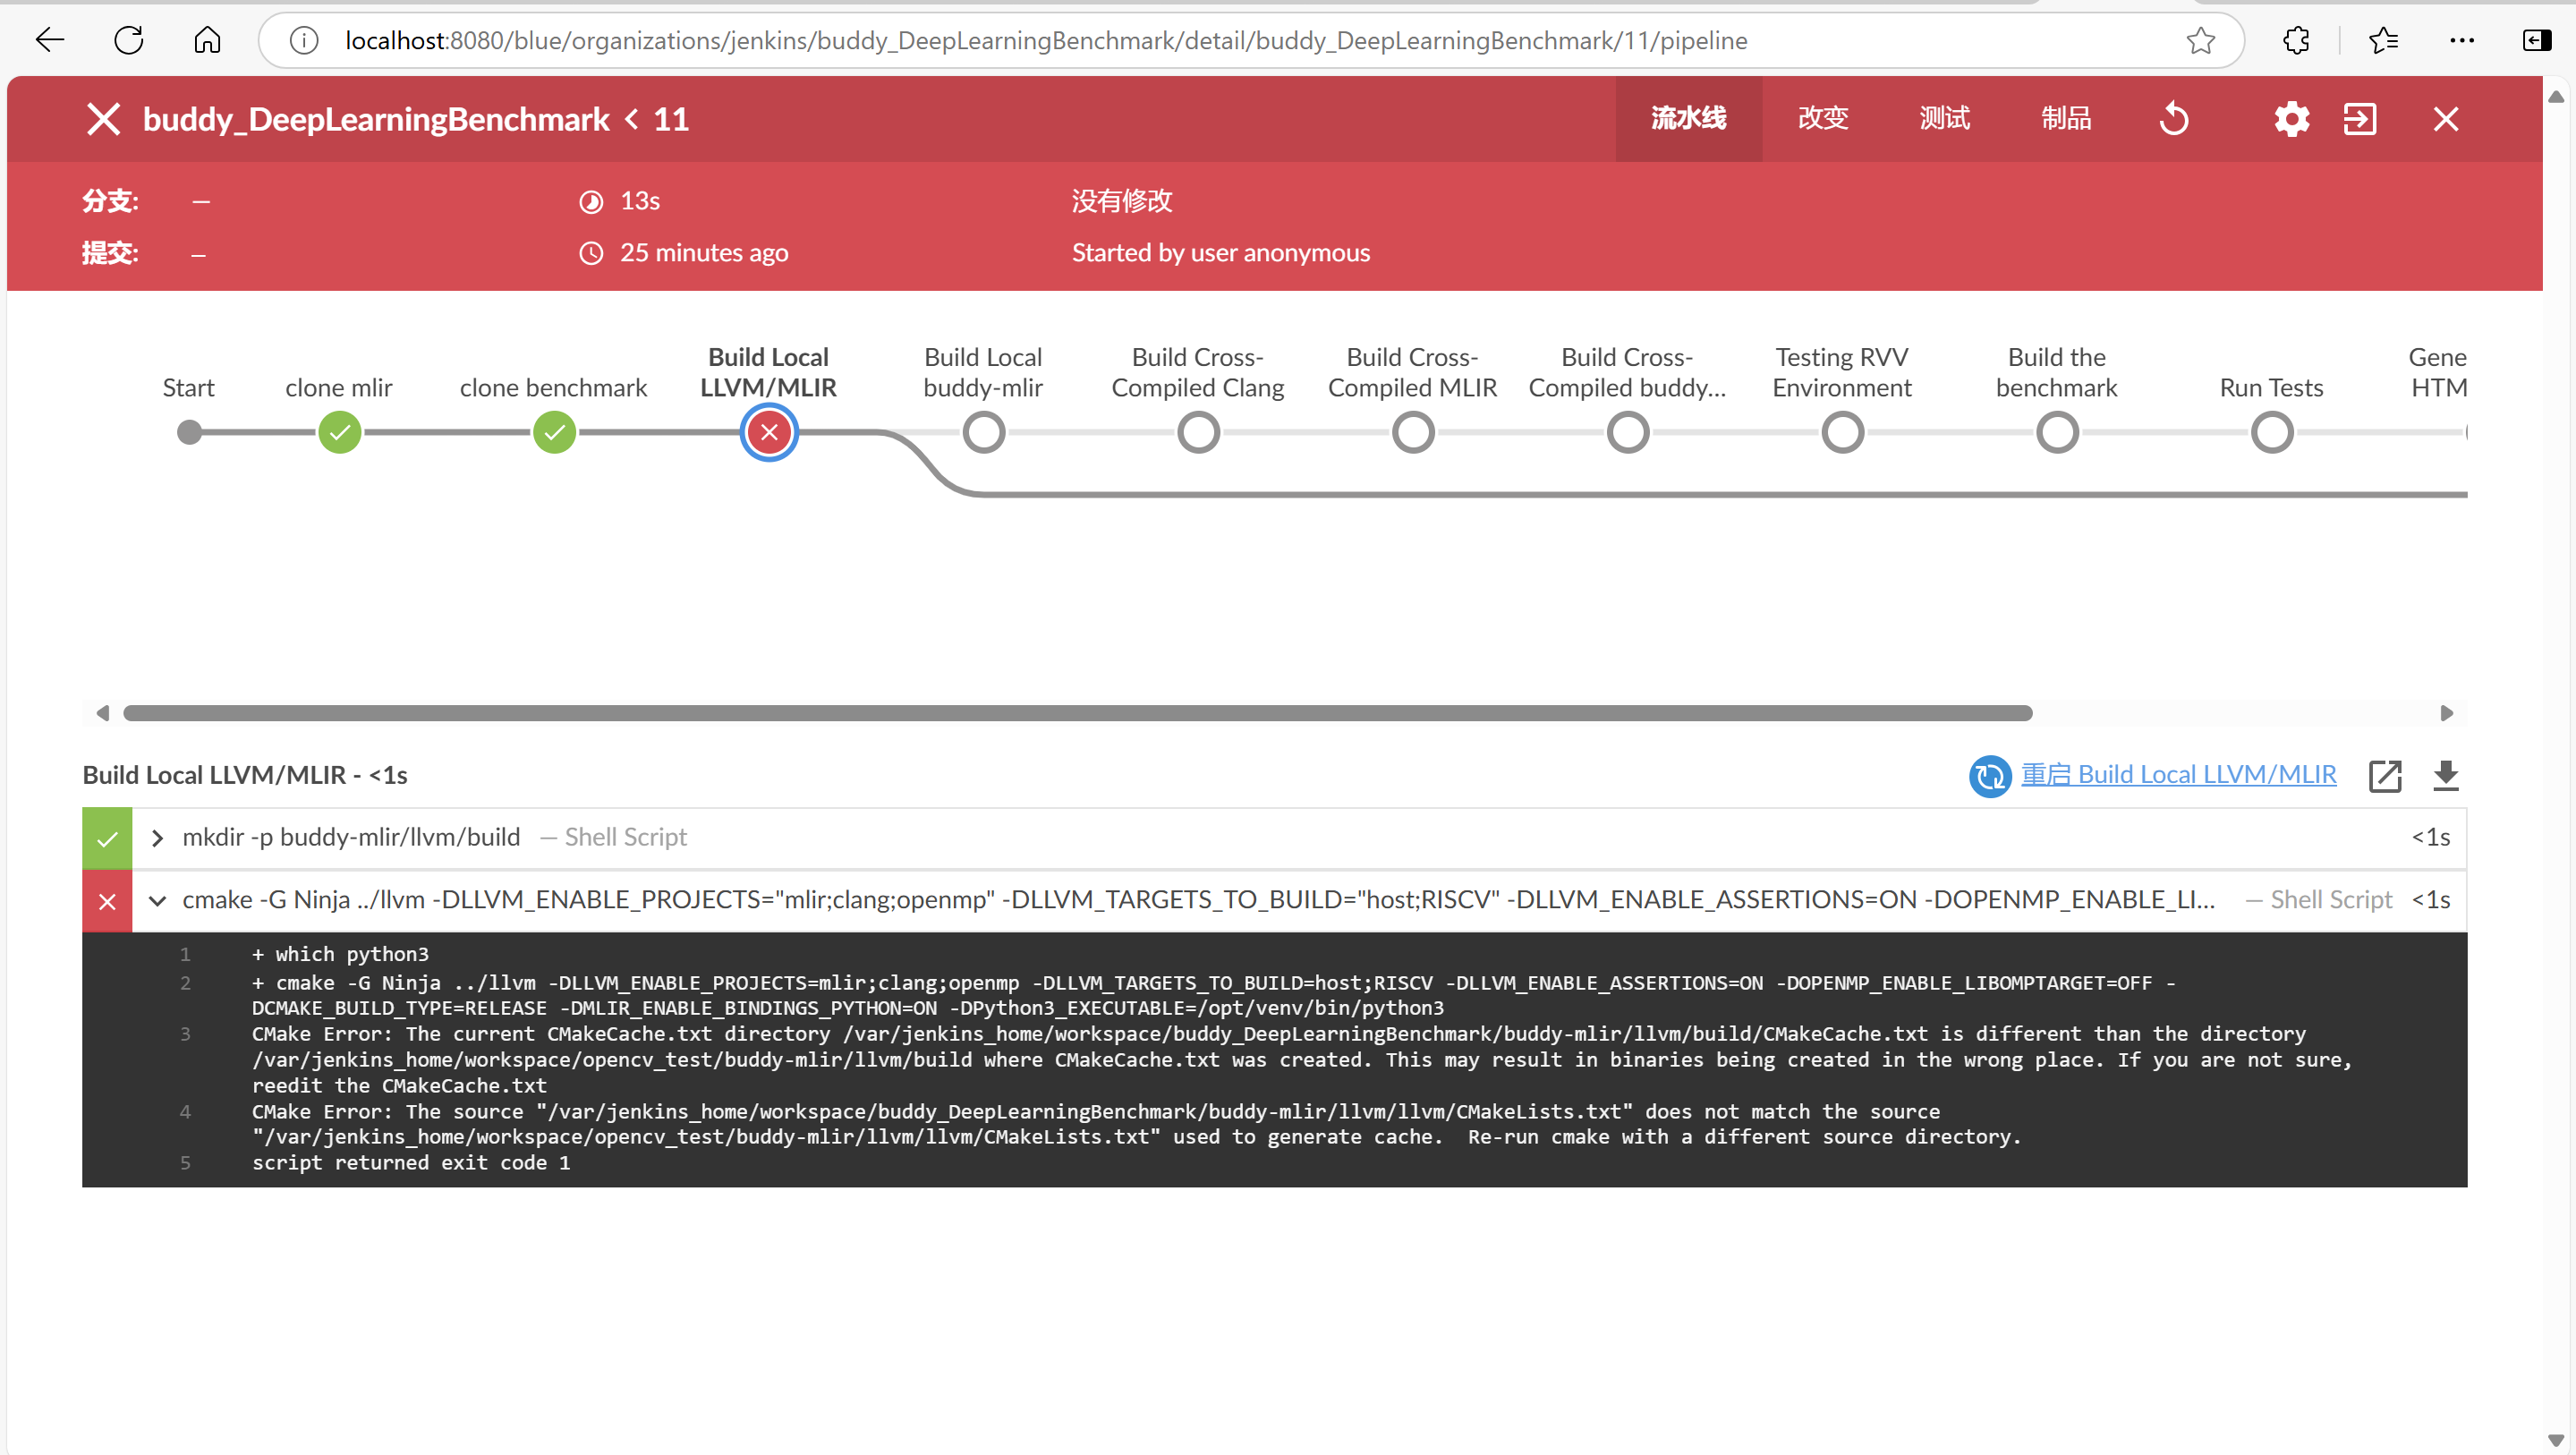 localhost:8080/blue/organizations/jenkins/buddy_DeepLearningBenchmark/detail/buddy_DeepLearningBenchmark/11/pipeline
buddy_DeepLearningBenchmark < 11
流水线 改变 测试 制品
分支: — 13s 没有修改
提交: – 25 minutes ago Started by user anonymous
Start
clone mlir
clone benchmark
Build Local
LLVM/MLIR
Build Local
buddy-mlir
Build Cross-
Compiled Clang
Build Cross-
Compiled MLIR
Build Cross-
Compiled buddy...
Testing RVV
Environment
Build the
benchmark
Run Tests
Gene
HTM
Build Local LLVM/MLIR - <1s
重启 Build Local LLVM/MLIR
mkdir -p buddy-mlir/llvm/build — Shell Script <1s
cmake -G Ninja ../llvm -DLLVM_ENABLE_PROJECTS="mlir;clang;openmp" -DLLVM_TARGETS_TO_BUILD="host;RISCV" -DLLVM_ENABLE_ASSERTIONS=ON -DOPENMP_ENABLE_LI... — Shell Script <1s
1 + which python3
2 + cmake -G Ninja ../llvm -DLLVM_ENABLE_PROJECTS=mlir;clang;openmp -DLLVM_TARGETS_TO_BUILD=host;RISCV -DLLVM_ENABLE_ASSERTIONS=ON -DOPENMP_ENABLE_LIBOMPTARGET=OFF -
DCMAKE_BUILD_TYPE=RELEASE -DMLIR_ENABLE_BINDINGS_PYTHON=ON -DPython3_EXECUTABLE=/opt/venv/bin/python3
3 CMake Error: The current CMakeCache.txt directory /var/jenkins_home/workspace/buddy_DeepLearningBenchmark/buddy-mlir/llvm/build/CMakeCache.txt is different than the directory
/var/jenkins_home/workspace/opencv_test/buddy-mlir/llvm/build where CMakeCache.txt was created. This may result in binaries being created in the wrong place. If you are not sure,
reedit the CMakeCache.txt
4 CMake Error: The source "/var/jenkins_home/workspace/buddy_DeepLearningBenchmark/buddy-mlir/llvm/llvm/CMakeLists.txt" does not match the source
"/var/jenkins_home/workspace/opencv_test/buddy-mlir/llvm/llvm/CMakeLists.txt" used to generate cache.  Re-run cmake with a different source directory.
5 script returned exit code 1